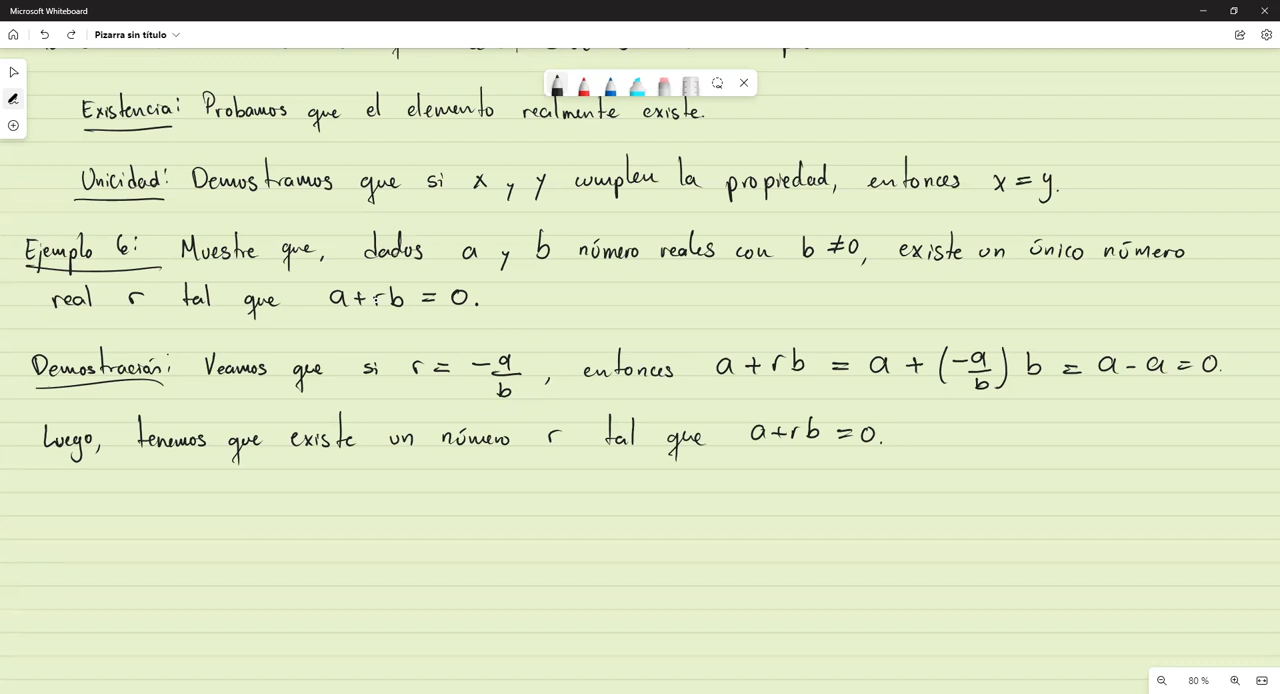 Microsoft Whiteboard
Pizarra sin título
Existencia: Probamos que el elemento realmente existe.
Unicidad: Demostramos que si x y y cumplen la propiedad, entonces x = y.
Ejemplo 6: Muestre que, dados a y b número reales con b ≠ 0, existe un único número
real r tal que a + rb = 0.
Demostración: Veamos que si r = -a/b, entonces a + rb = a + (-a/b) b = a - a = 0.
Luego, tenemos que existe un número r tal que a + rb = 0.
80 %